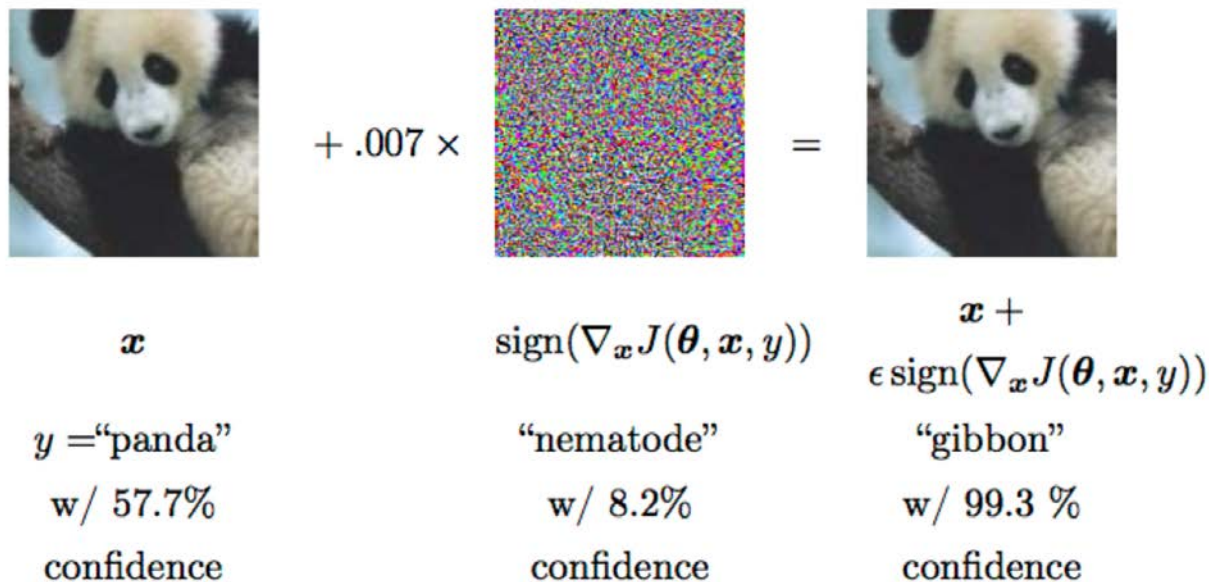 + .007 ×
=
x
sign(∇ₓJ(θ, x, y))
x +
ϵ sign(∇ₓJ(θ, x, y))
y =“panda”
w/ 57.7%
confidence
“nematode”
w/ 8.2%
confidence
“gibbon”
w/ 99.3 %
confidence